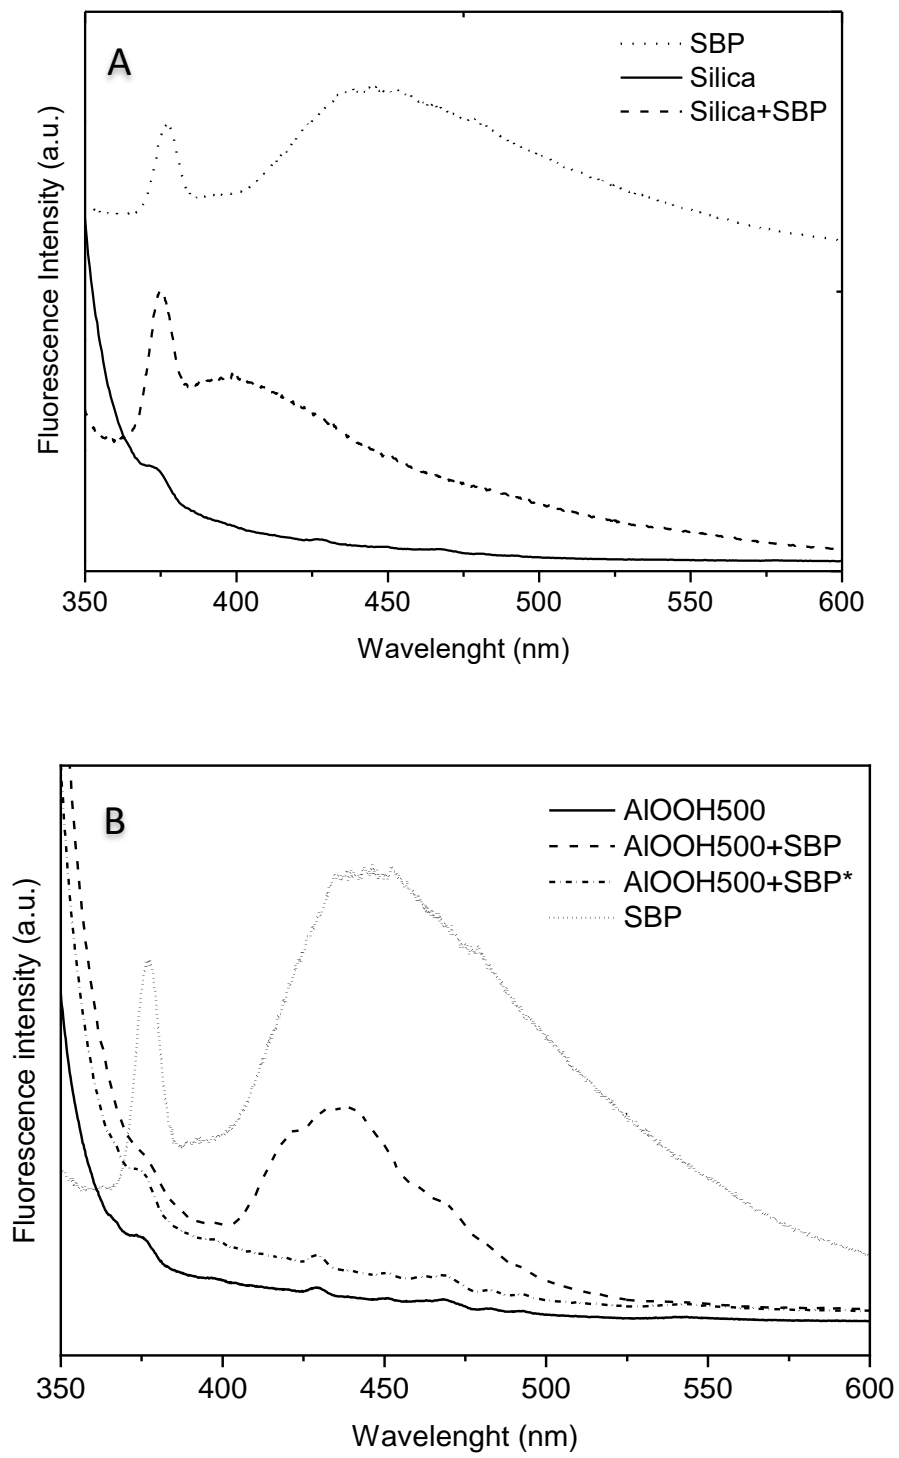 A
SBP
Silica
Silica+SBP
Fluorescence Intensity (a.u.)
350 400 450 500 550 600
Wavelenght (nm)
B
AlOOH500
AlOOH500+SBP
AlOOH500+SBP*
SBP
Fluorescence intensity (a.u.)
350 400 450 500 550 600
Wavelenght (nm)